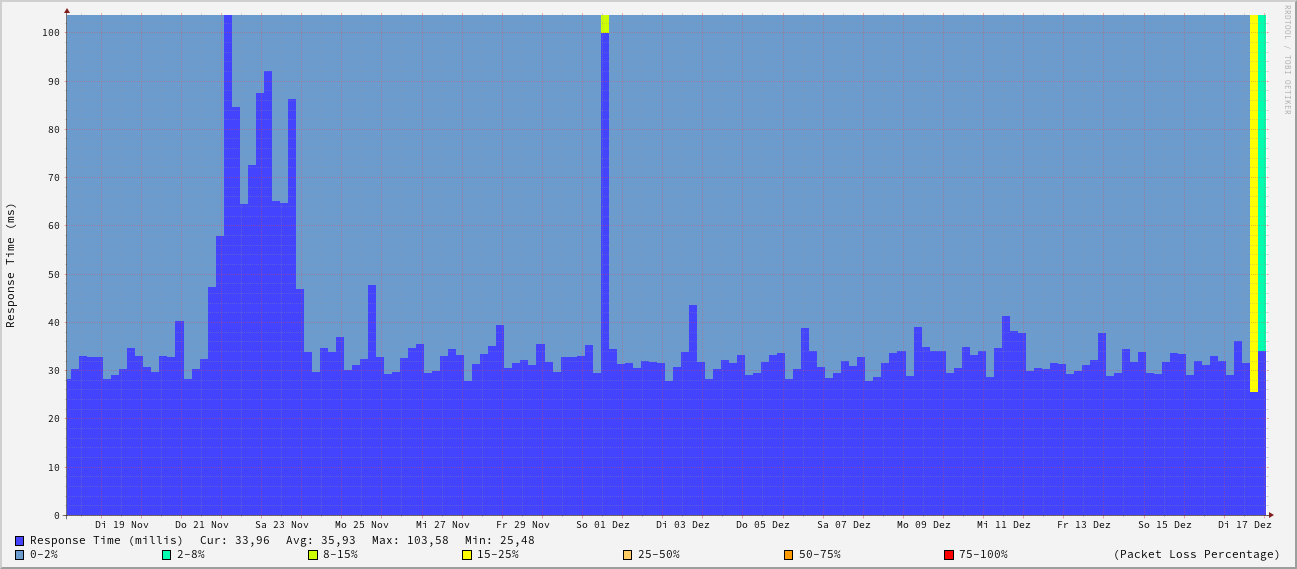 RRDTOOL / TOBI OETIKER
Response Time (ms)
100
90
80
70
60
50
40
30
20
10
0
Di 19 Nov Do 21 Nov Sa 23 Nov Mo 25 Nov Mi 27 Nov Fr 29 Nov So 01 Dez Di 03 Dez Do 05 Dez Sa 07 Dez Mo 09 Dez Mi 11 Dez Fr 13 Dez So 15 Dez Di 17 Dez
Response Time (millis) Cur: 33,96 Avg: 35,93 Max: 103,58 Min: 25,48
0-2% 2-8% 8-15% 15-25% 25-50% 50-75% 75-100% (Packet Loss Percentage)